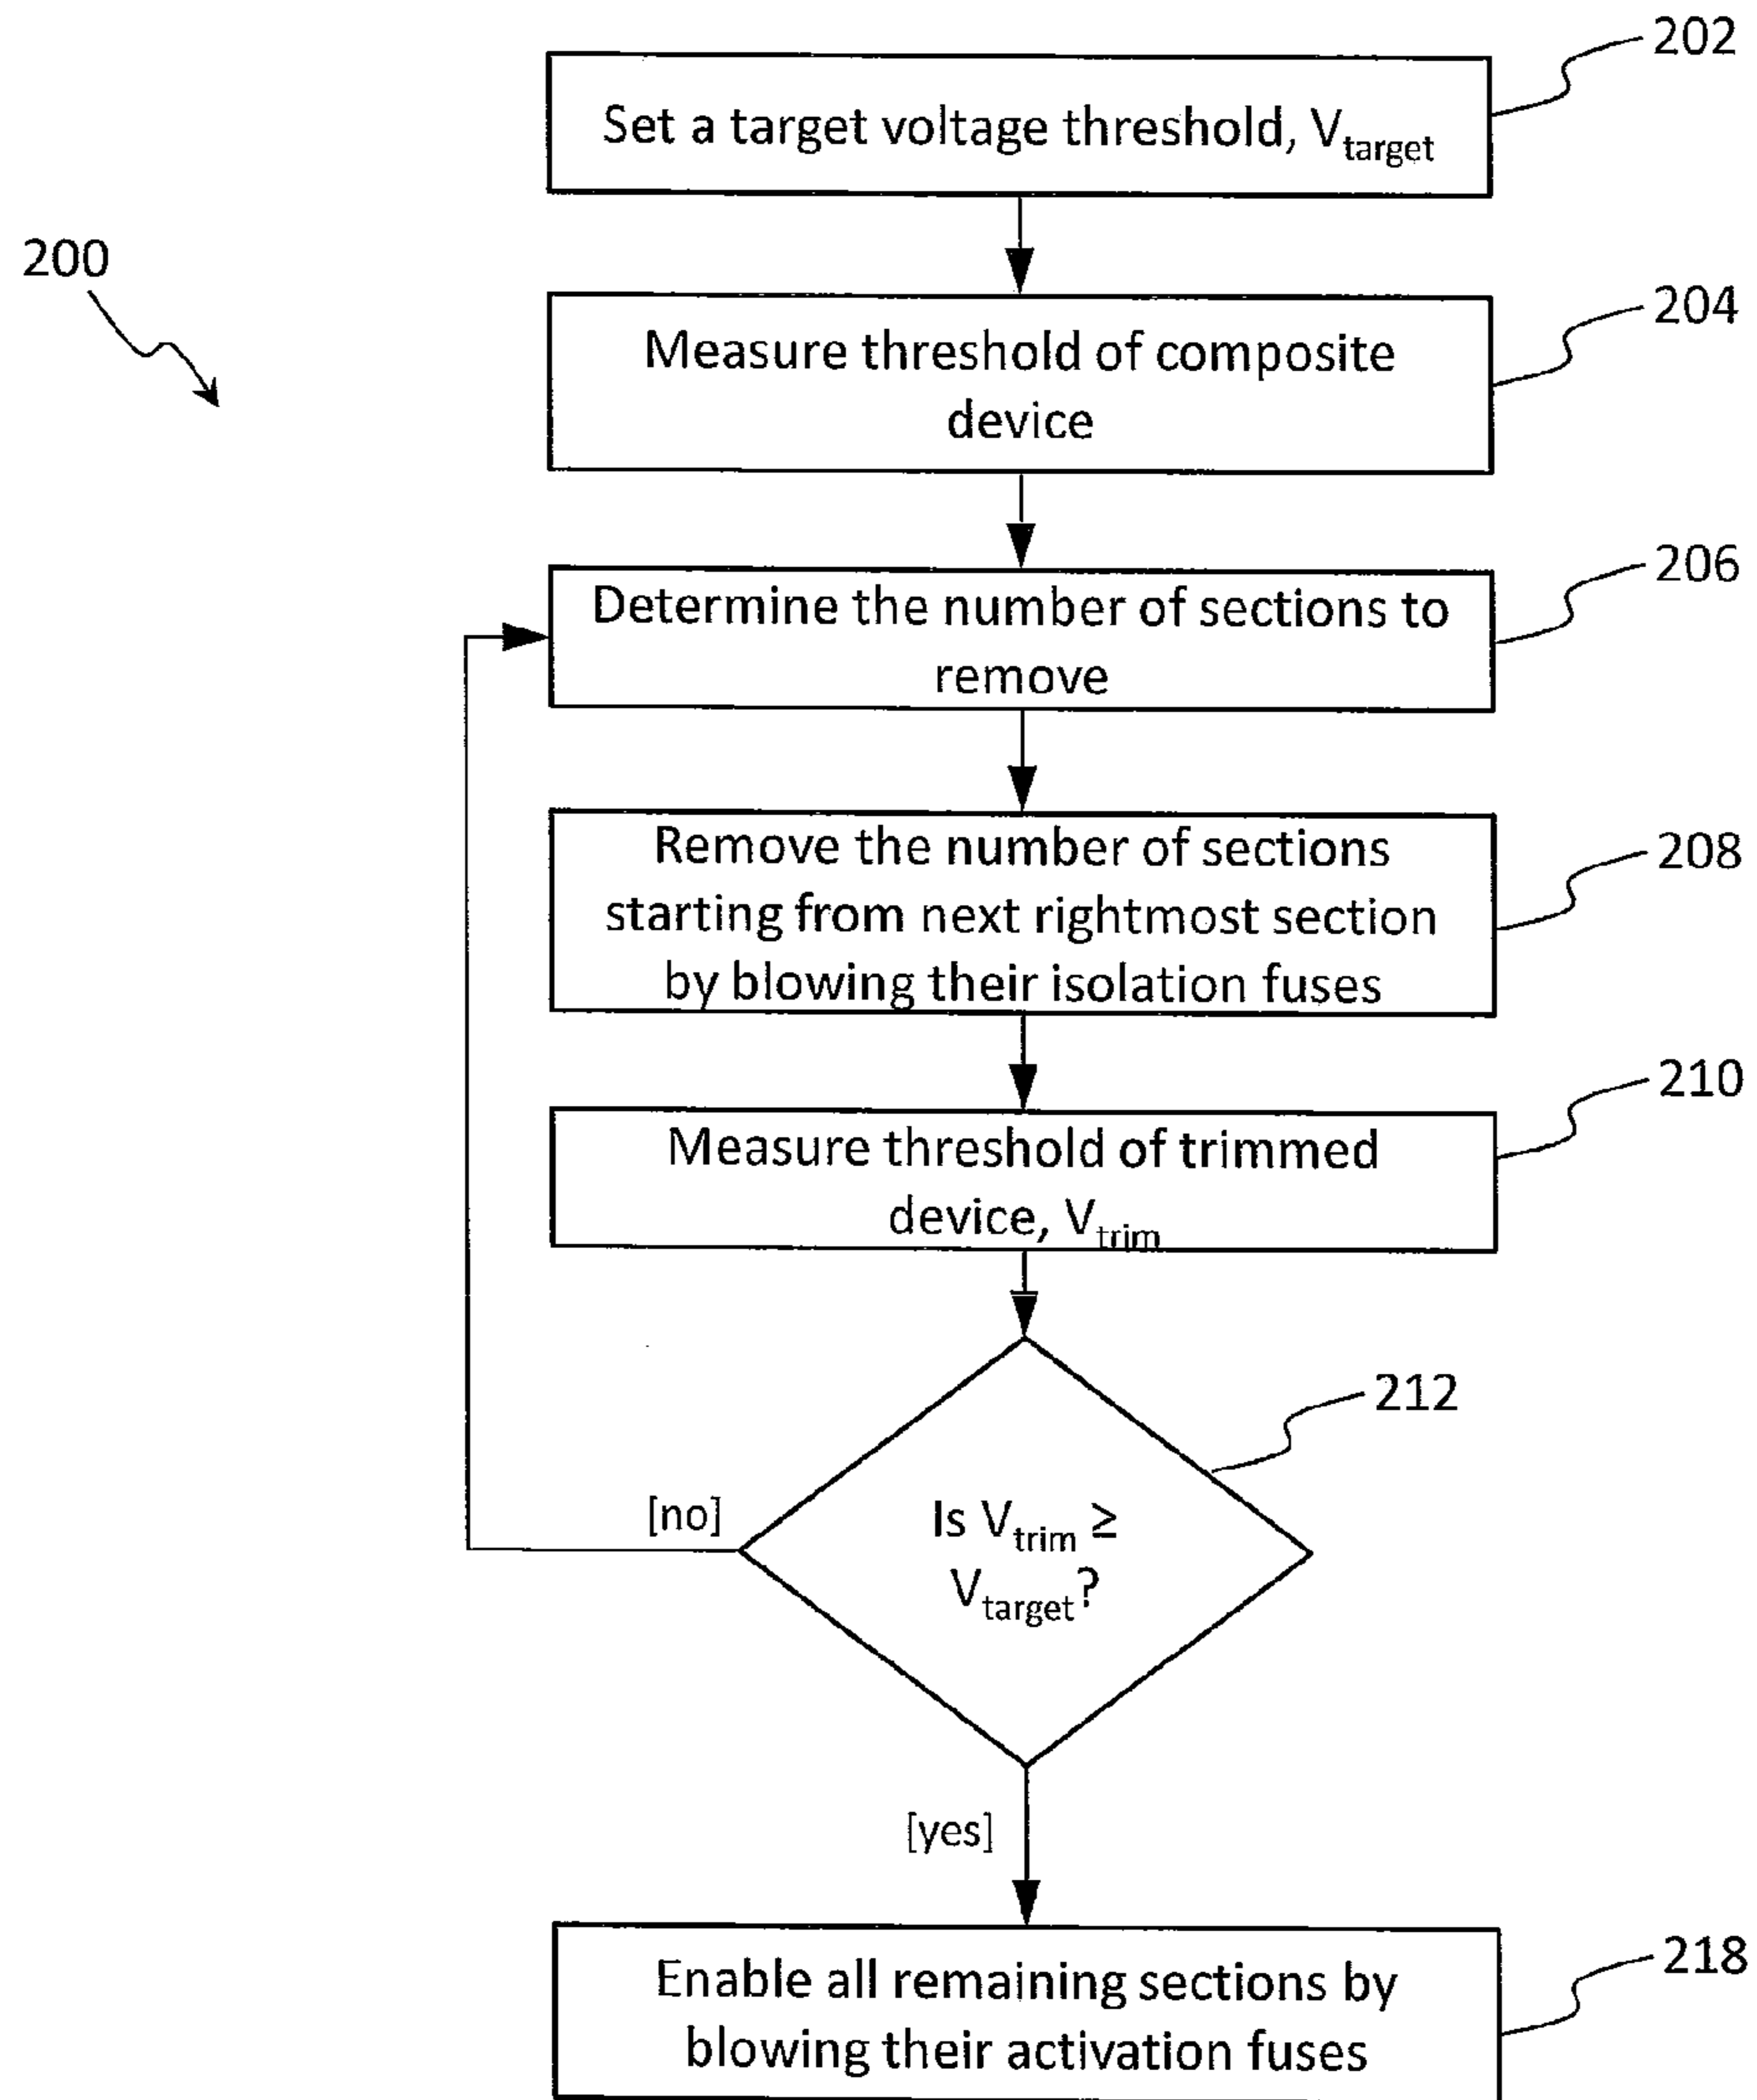 202
Set a target voltage threshold, Vtarget
200
204
Measure threshold of composite
device
206
Determine the number of sections to
remove
208
Remove the number of sections
starting from next rightmost section
by blowing their isolation fuses
210
Measure threshold of trimmed
device, Vtrim
212
[no]
Is Vtrim ≥
Vtarget?
[yes]
218
Enable all remaining sections by
blowing their activation fuses